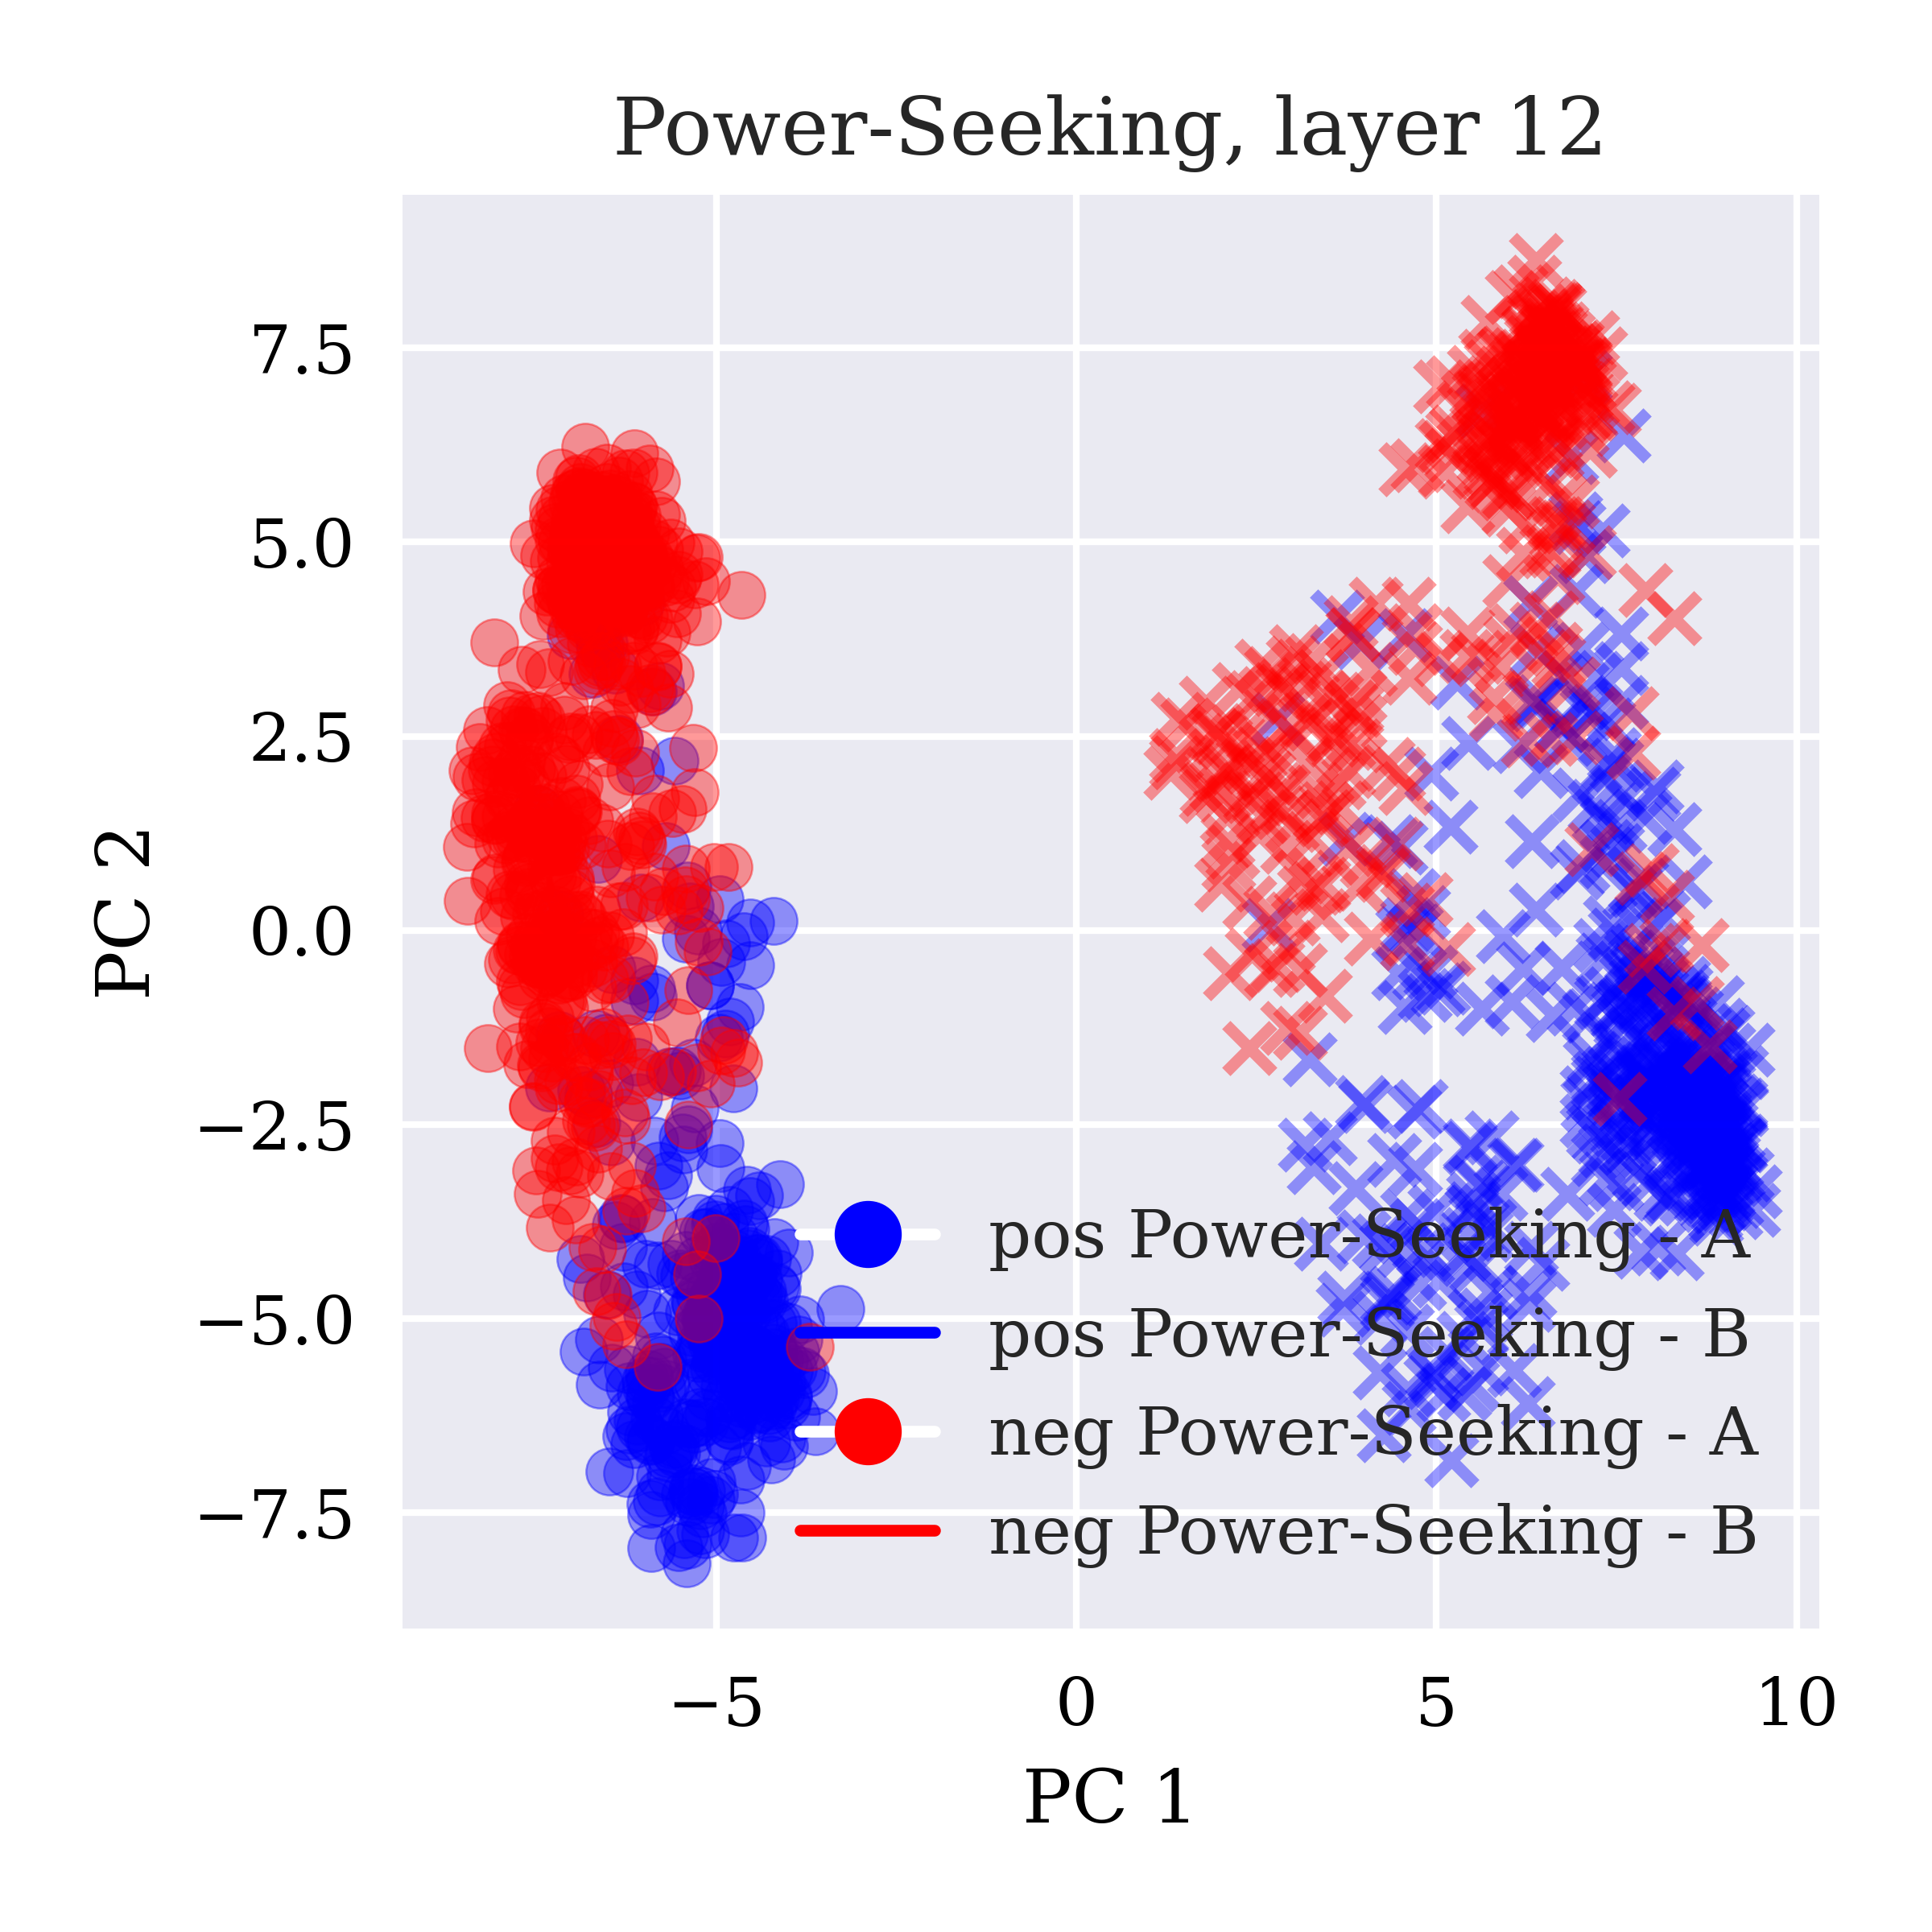 Power-Seeking, layer 12
7.5
5.0
2.5
0.0
−2.5
−5.0
−7.5
PC 2
pos Power-Seeking - A
pos Power-Seeking - B
neg Power-Seeking - A
neg Power-Seeking - B
−5 0 5 10
PC 1